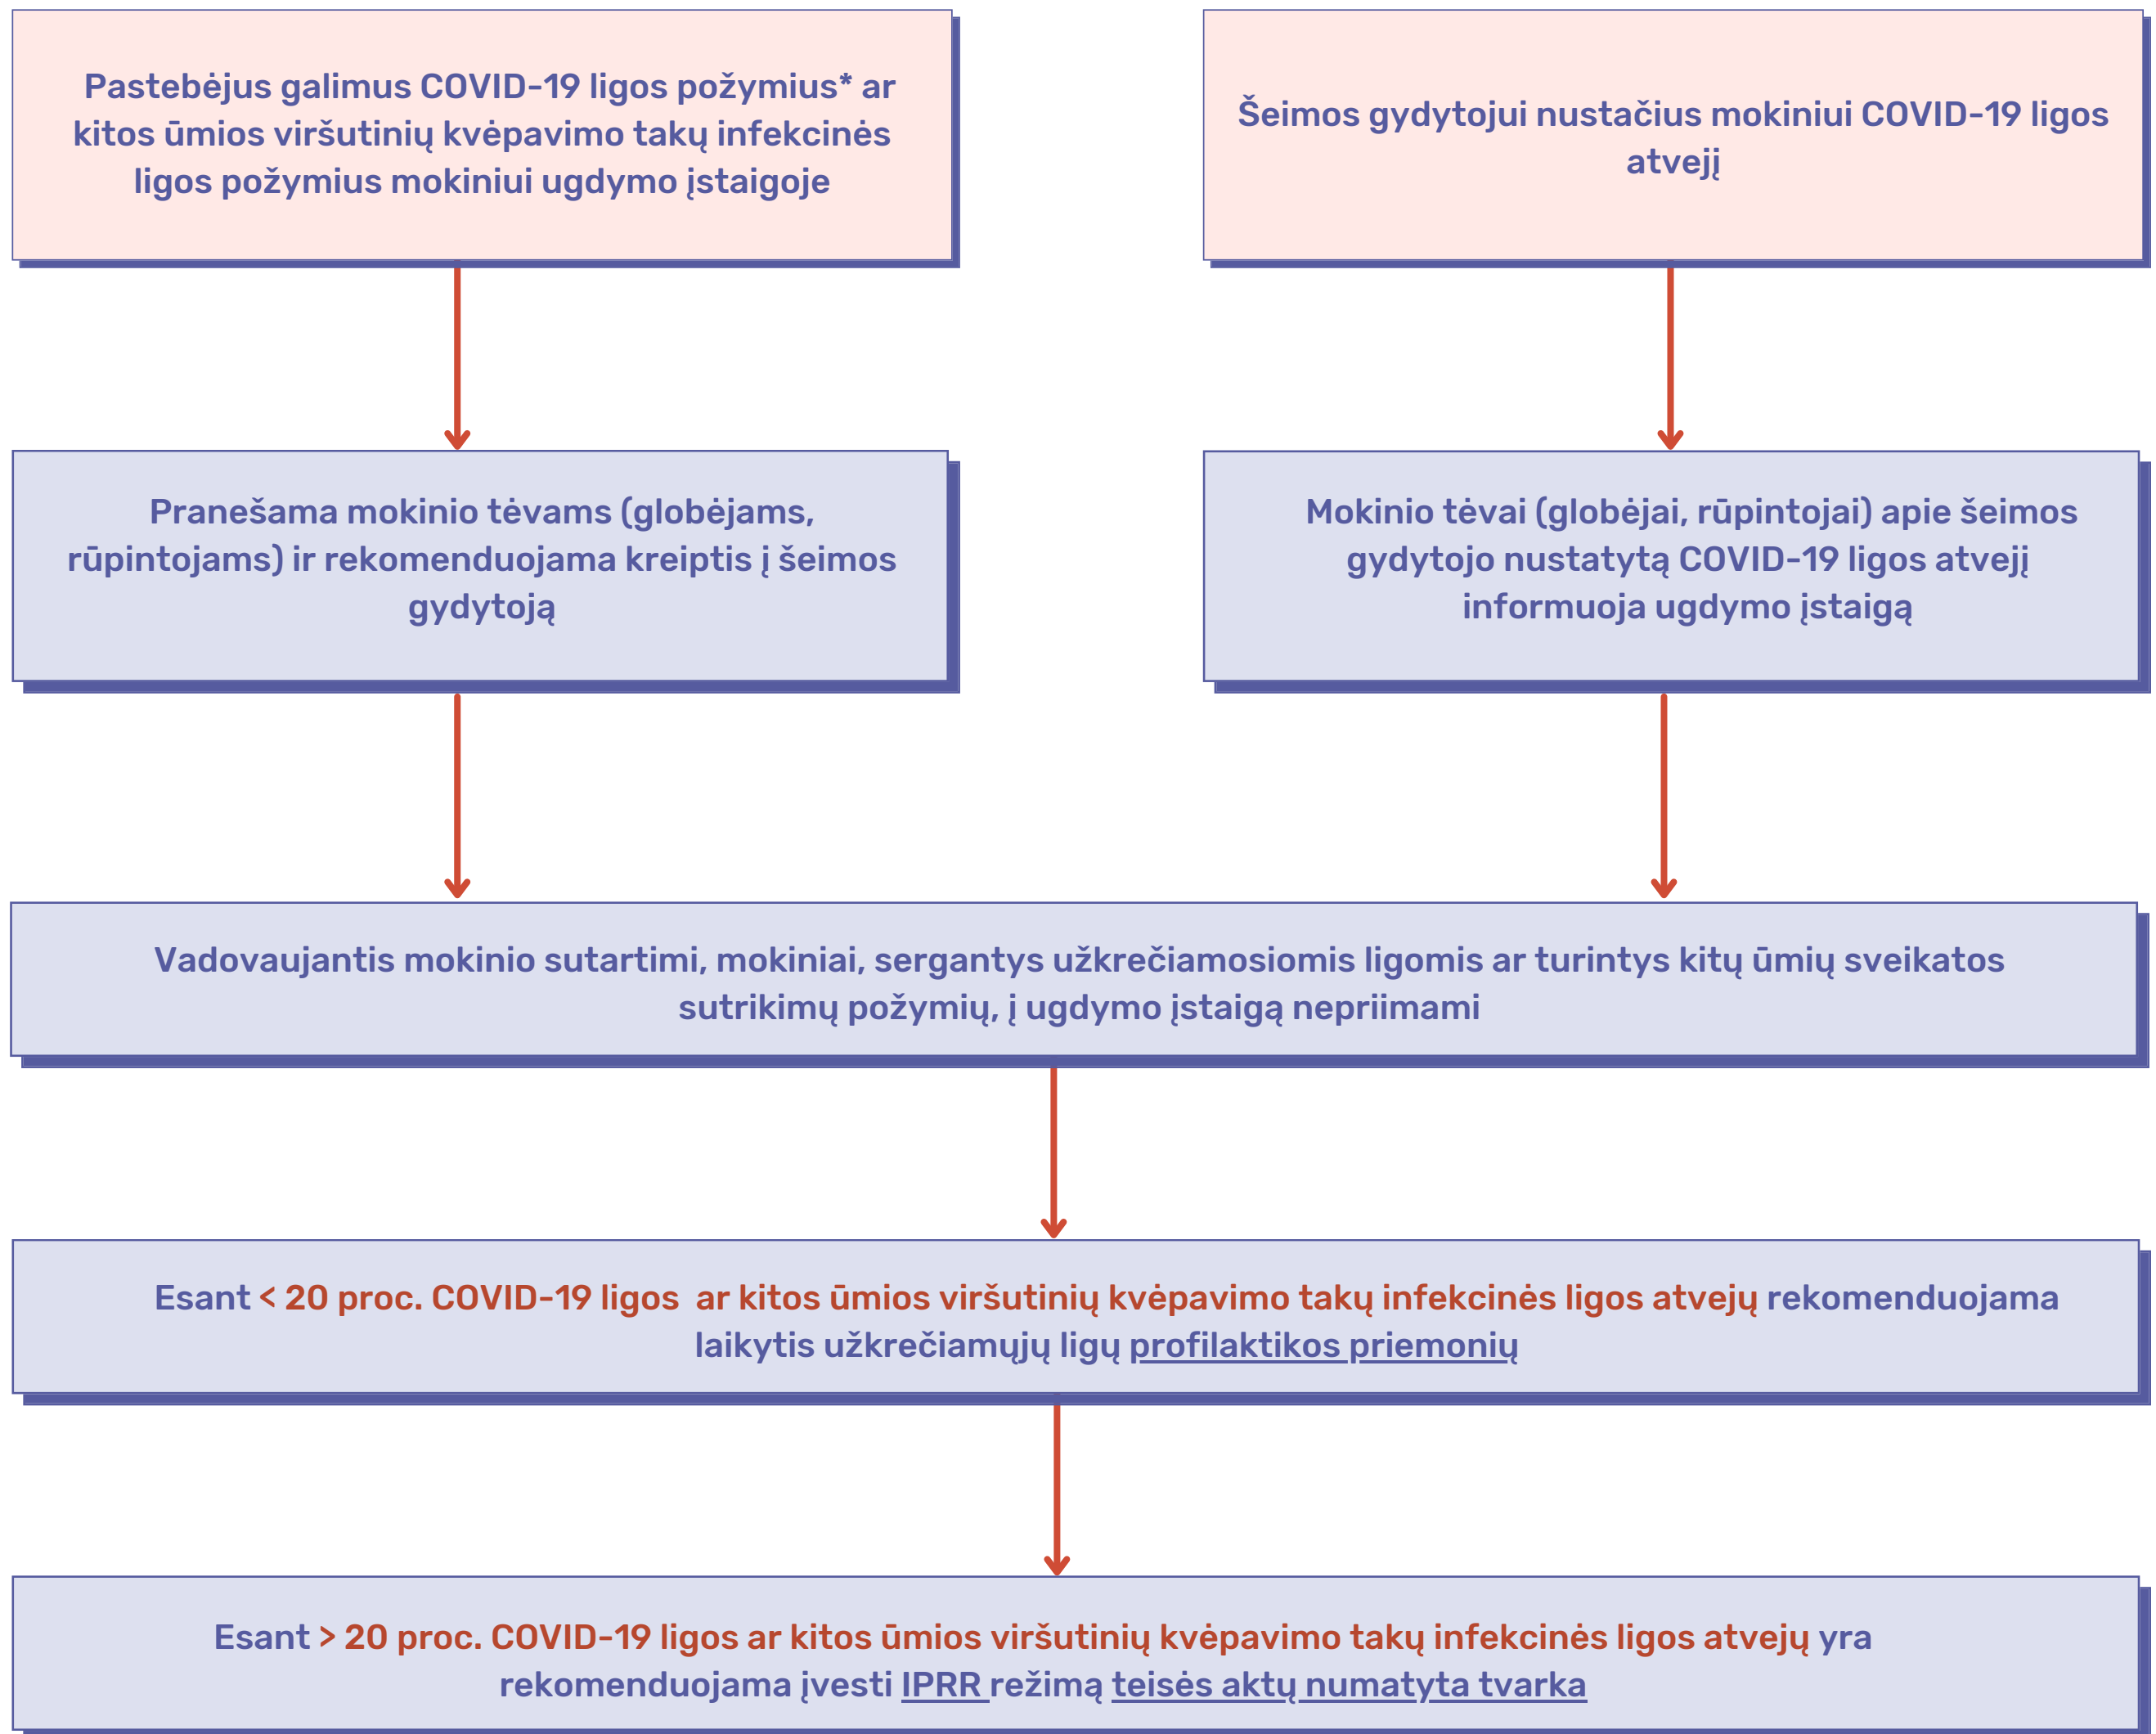 Pastebėjus galimus COVID-19 ligos požymius* ar
kitos ūmios viršutinių kvėpavimo takų infekcinės
ligos požymius mokiniui ugdymo įstaigoje
Šeimos gydytojui nustačius mokiniui COVID-19 ligos
atvejį
Pranešama mokinio tėvams (globėjams,
rūpintojams) ir rekomenduojama kreiptis į šeimos
gydytoją
Mokinio tėvai (globėjai, rūpintojai) apie šeimos
gydytojo nustatytą COVID-19 ligos atvejį
informuoja ugdymo įstaigą
Vadovaujantis mokinio sutartimi, mokiniai, sergantys užkrečiamosiomis ligomis ar turintys kitų ūmių sveikatos
sutrikimų požymių, į ugdymo įstaigą nepriimami
Esant < 20 proc. COVID-19 ligos ar kitos ūmios viršutinių kvėpavimo takų infekcinės ligos atvejų rekomenduojama
laikytis užkrečiamųjų ligų profilaktikos priemonių
Esant > 20 proc. COVID-19 ligos ar kitos ūmios viršutinių kvėpavimo takų infekcinės ligos atvejų yra
rekomenduojama įvesti IPRR režimą teisės aktų numatyta tvarka